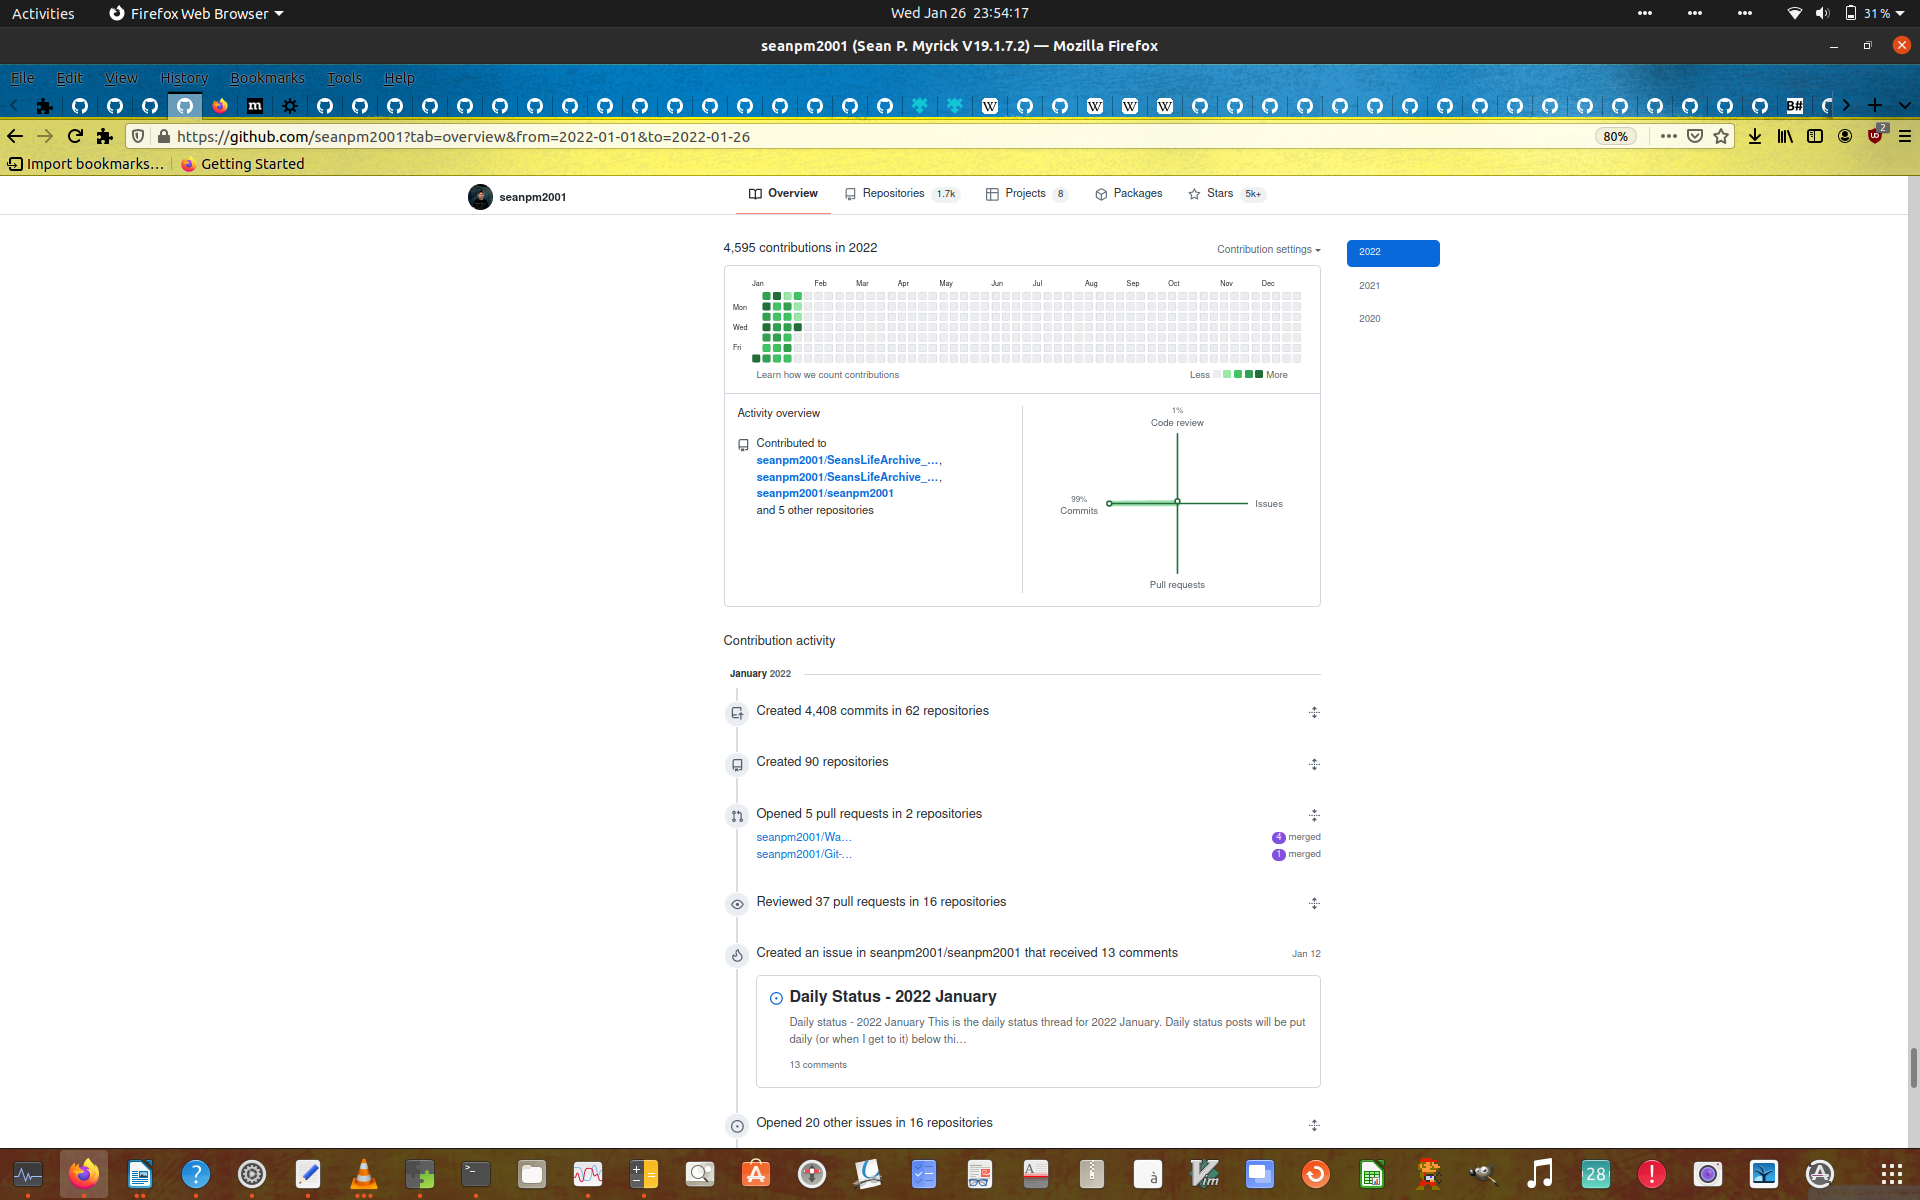 Activities
Firefox Web Browser
Wed Jan 26 23:54:17
31%
seanpm2001 (Sean P. Myrick V19.1.7.2) — Mozilla Firefox
File Edit View History Bookmarks Tools Help
m W W W W B#
https://github.com/seanpm2001?tab=overview&from=2022-01-01&to=2022-01-26
80%
2
Import bookmarks...
Getting Started
seanpm2001
Overview
Repositories 1.7k
Projects 8
Packages
Stars 5k+
4,595 contributions in 2022
Contribution settings
2022
2021
2020
Jan Feb Mar Apr May Jun Jul Aug Sep Oct Nov Dec
Mon
Wed
Fri
Learn how we count contributions
Less More
Activity overview
Contributed to
seanpm2001/SeansLifeArchive_...,
seanpm2001/SeansLifeArchive_...,
seanpm2001/seanpm2001
and 5 other repositories
1%
Code review
99%
Commits
Issues
Pull requests
Contribution activity
January 2022
Created 4,408 commits in 62 repositories
Created 90 repositories
Opened 5 pull requests in 2 repositories
seanpm2001/Wa... 4 merged
seanpm2001/Git-... 1 merged
Reviewed 37 pull requests in 16 repositories
Created an issue in seanpm2001/seanpm2001 that received 13 comments Jan 12
Daily Status - 2022 January
Daily status - 2022 January This is the daily status thread for 2022 January. Daily status posts will be put
daily (or when I get to it) below thi...
13 comments
Opened 20 other issues in 16 repositories
28